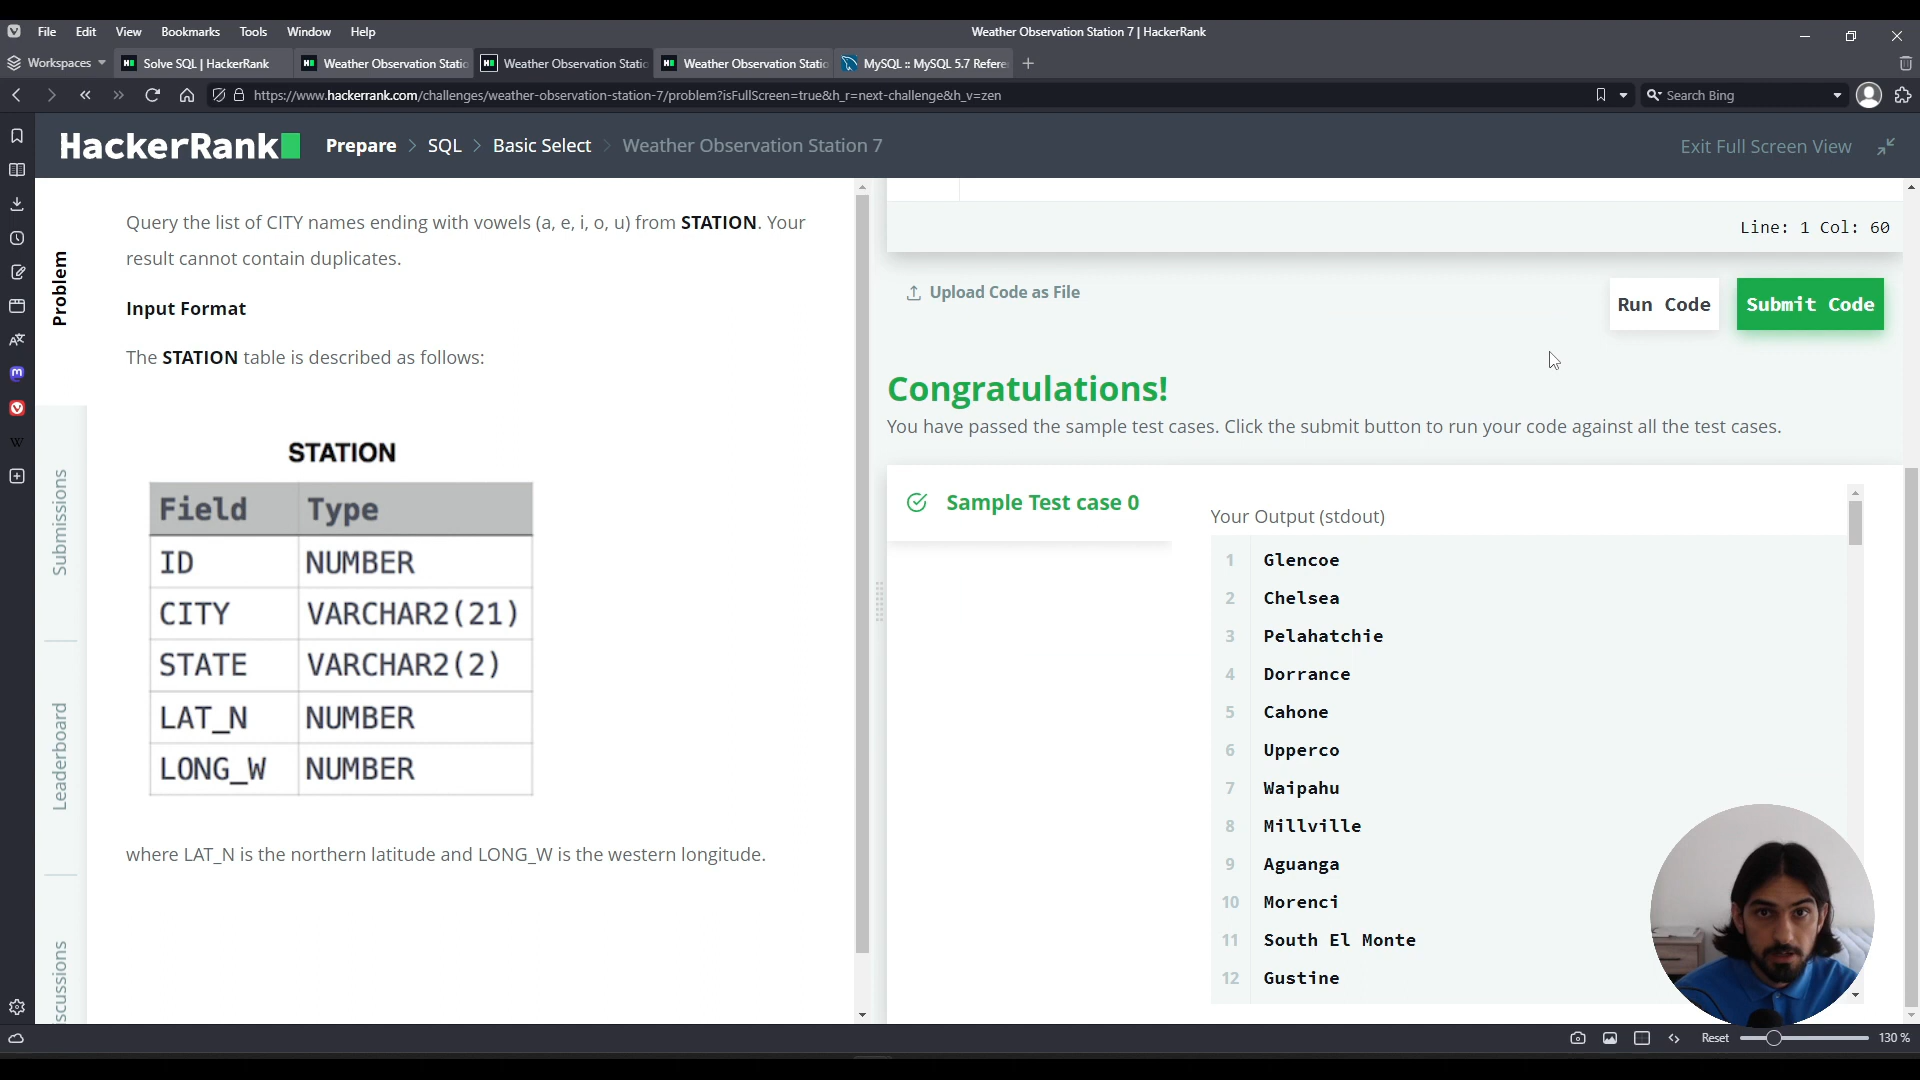 File Edit View Bookmarks Tools Window Help
Weather Observation Station 7 | HackerRank
Workspaces
Solve SQL | HackerRank
Weather Observation Statio
Weather Observation Statio
Weather Observation Statio
MySQL :: MySQL 5.7 Refere
https://www.hackerrank.com/challenges/weather-observation-station-7/problem?isFullScreen=true&h_r=next-challenge&h_v=zen
Search Bing
HackerRank
Prepare > SQL > Basic Select > Weather Observation Station 7
Exit Full Screen View
Problem
Submissions
Leaderboard
scussions
Query the list of CITY names ending with vowels (a, e, i, o, u) from STATION. Your
result cannot contain duplicates.
Input Format
The STATION table is described as follows:
STATION
Field Type
ID NUMBER
CITY VARCHAR2(21)
STATE VARCHAR2(2)
LAT_N NUMBER
LONG_W NUMBER
where LAT_N is the northern latitude and LONG_W is the western longitude.
Line: 1 Col: 60
Upload Code as File
Run Code
Submit Code
Congratulations!
You have passed the sample test cases. Click the submit button to run your code against all the test cases.
Sample Test case 0
Your Output (stdout)
1 Glencoe
2 Chelsea
3 Pelahatchie
4 Dorrance
5 Cahone
6 Upperco
7 Waipahu
8 Millville
9 Aguanga
10 Morenci
11 South El Monte
12 Gustine
Reset
130 %